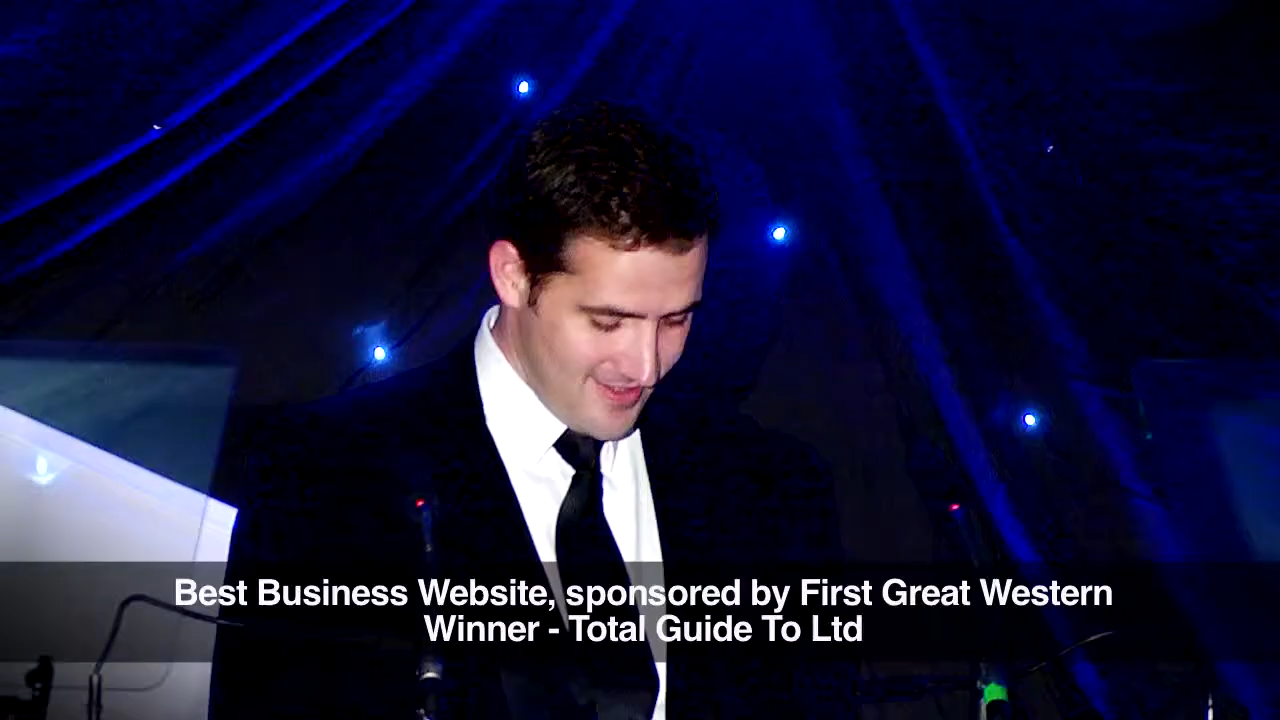 Best Business Website, sponsored by First Great Western
Winner - Total Guide To Ltd